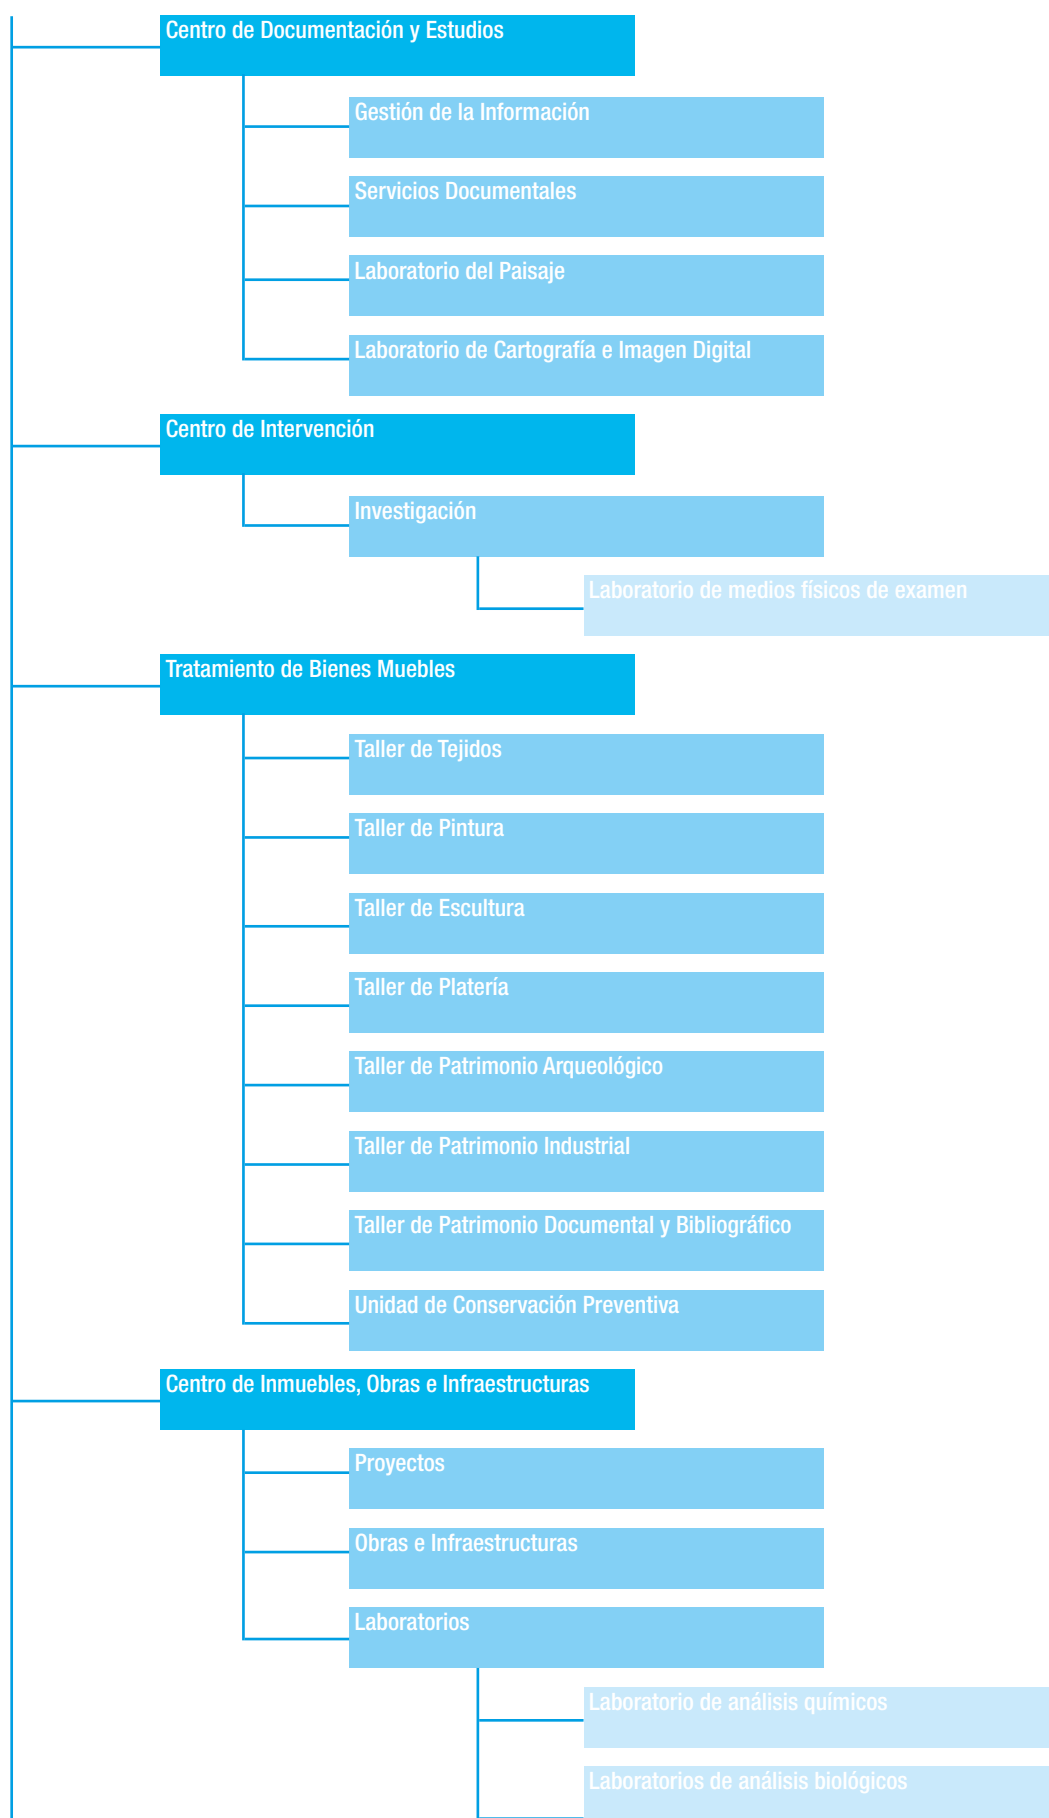 Centro de Documentación y Estudios
Gestión de la Información
Servicios Documentales
Laboratorio del Paisaje
Laboratorio de Cartografía e Imagen Digital
Centro de Intervención
Investigación
Laboratorio de medios físicos de examen
Tratamiento de Bienes Muebles
Taller de Tejidos
Taller de Pintura
Taller de Escultura
Taller de Platería
Taller de Patrimonio Arqueológico
Taller de Patrimonio Industrial
Taller de Patrimonio Documental y Bibliográfico
Unidad de Conservación Preventiva
Centro de Inmuebles, Obras e Infraestructuras
Proyectos
Obras e Infraestructuras
Laboratorios
Laboratorio de análisis químicos
Laboratorios de análisis biológicos